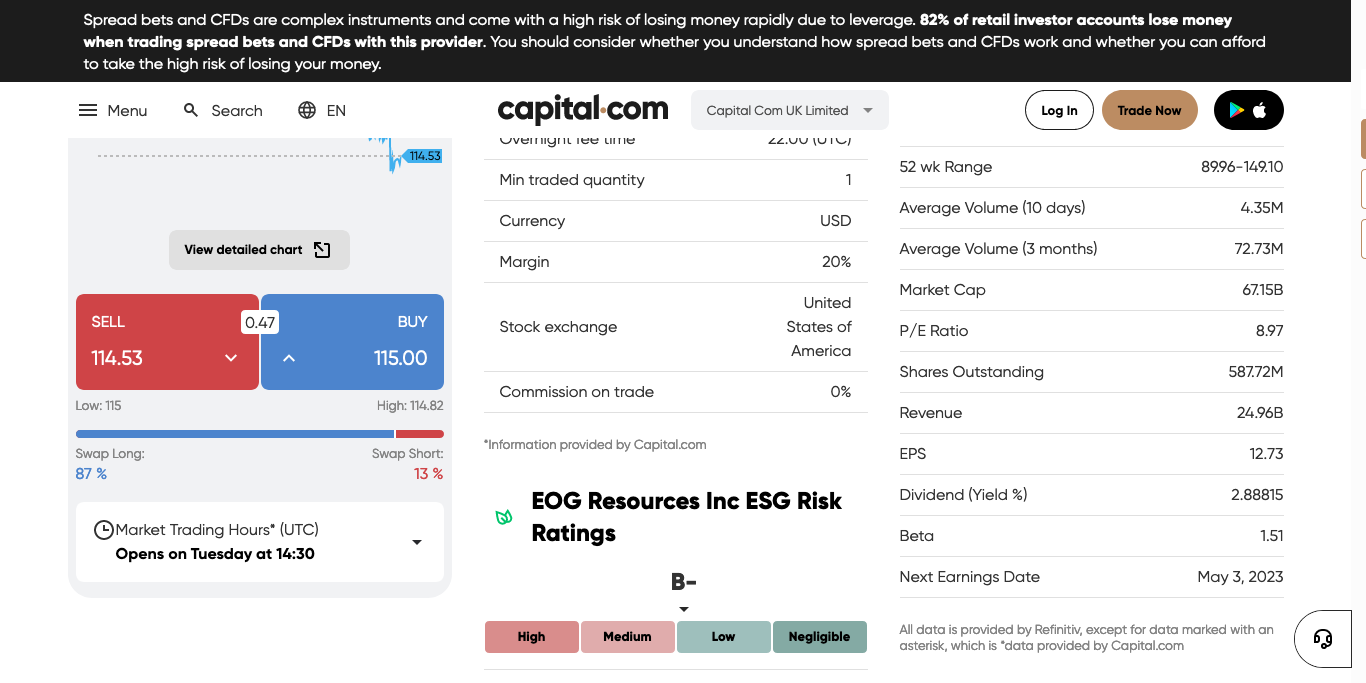 Spread bets and CFDs are complex instruments and come with a high risk of losing money rapidly due to leverage. 82% of retail investor accounts lose money
when trading spread bets and CFDs with this provider. You should consider whether you understand how spread bets and CFDs work and whether you can afford
to take the high risk of losing your money.
Menu
Search
EN
capital.com
Capital Com UK Limited
Log In
Trade Now
114.53
View detailed chart
SELL
0.47
BUY
114.53
115.00
Low: 115
High: 114.82
Swap Long:
Swap Short:
87 %
13 %
Market Trading Hours* (UTC)
Opens on Tuesday at 14:30
Overnight fee time
22:00 (UTC)
Min traded quantity
1
Currency
USD
Margin
20%
Stock exchange
United
States of
America
Commission on trade
0%
*Information provided by Capital.com
EOG Resources Inc ESG Risk
Ratings
B-
High
Medium
Low
Negligible
52 wk Range
89.96-149.10
Average Volume (10 days)
4.35M
Average Volume (3 months)
72.73M
Market Cap
67.15B
P/E Ratio
8.97
Shares Outstanding
587.72M
Revenue
24.96B
EPS
12.73
Dividend (Yield %)
2.88815
Beta
1.51
Next Earnings Date
May 3, 2023
All data is provided by Refinitiv, except for data marked with an
asterisk, which is *data provided by Capital.com